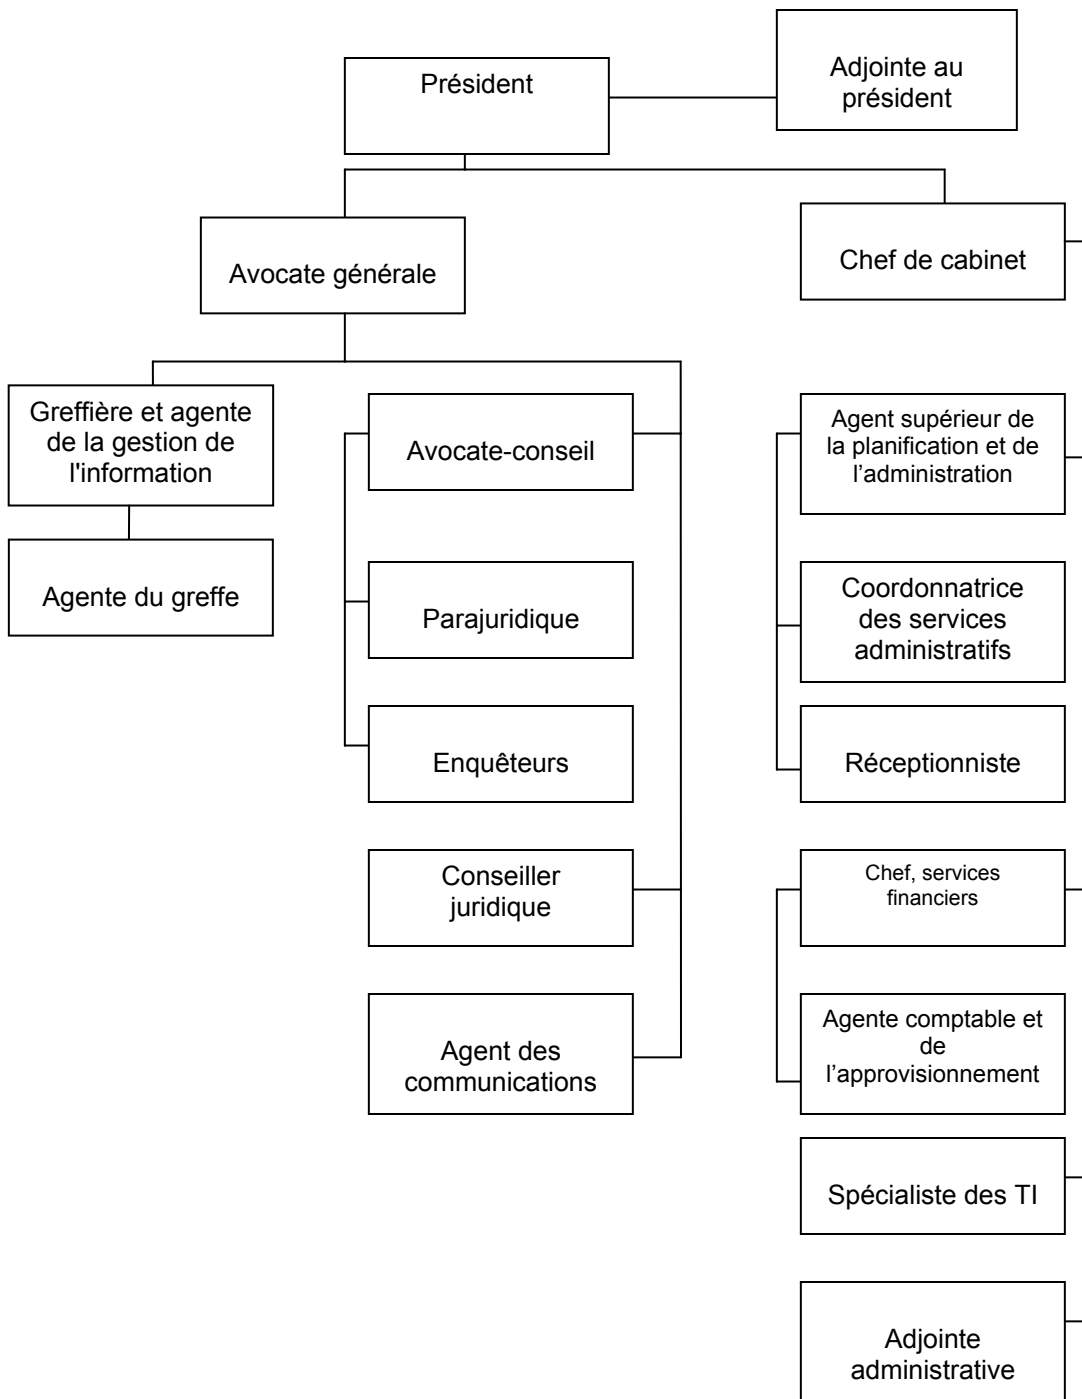 Président
Adjointe au
président
Avocate générale
Chef de cabinet
Greffière et agente
de la gestion de
l'information
Agente du greffe
Avocate-conseil
Parajuridique
Enquêteurs
Conseiller
juridique
Agent des
communications
Agent supérieur de
la planification et de
l’administration
Coordonnatrice
des services
administratifs
Réceptionniste
Chef, services
financiers
Agente comptable et
de
l’approvisionnement
Spécialiste des TI
Adjointe
administrative